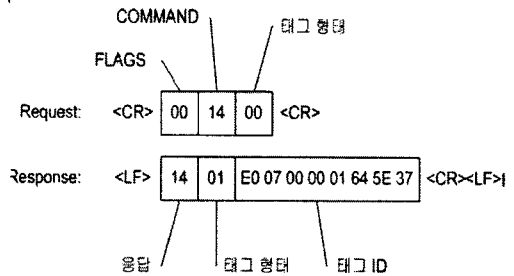 COMMAND
태그 형태
FLAGS
Request: <CR> 00 14 00 <CR>
Response: <LF> 14 01 E0 07 00 00 01 64 5E 37 <CR><LF>
응답 태그 형태 태그 ID